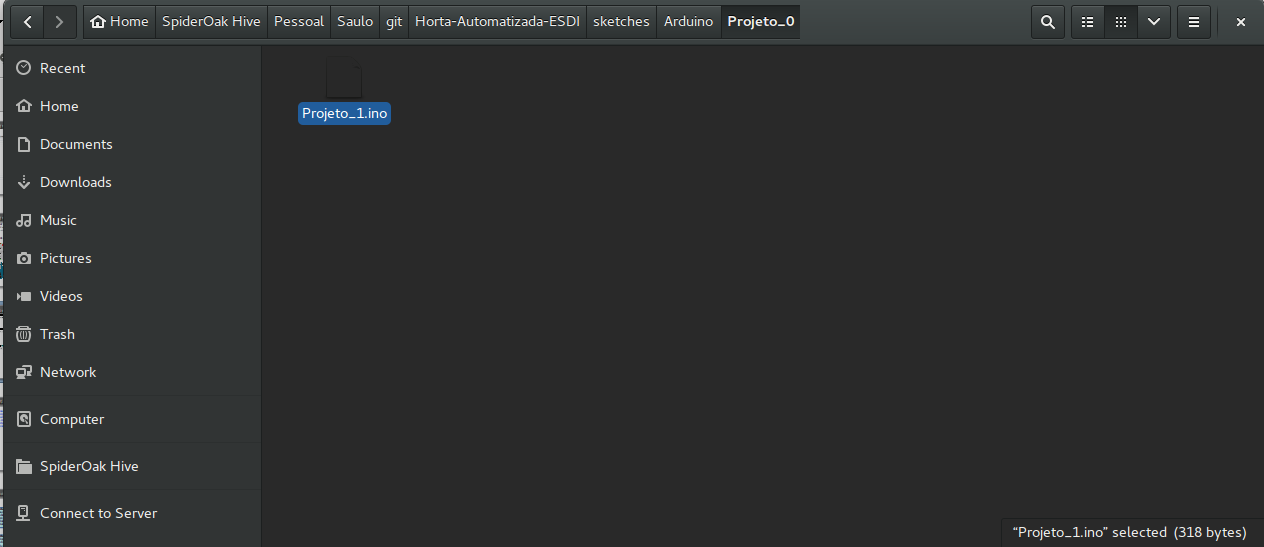 Home SpiderOak Hive Pessoal Saulo git Horta-Automatizada-ESDI sketches Arduino Projeto_0
Recent
Home
Documents
Downloads
Music
Pictures
Videos
Trash
Network
Computer
SpiderOak Hive
Connect to Server
Projeto_1.ino
“Projeto_1.ino” selected (318 bytes)